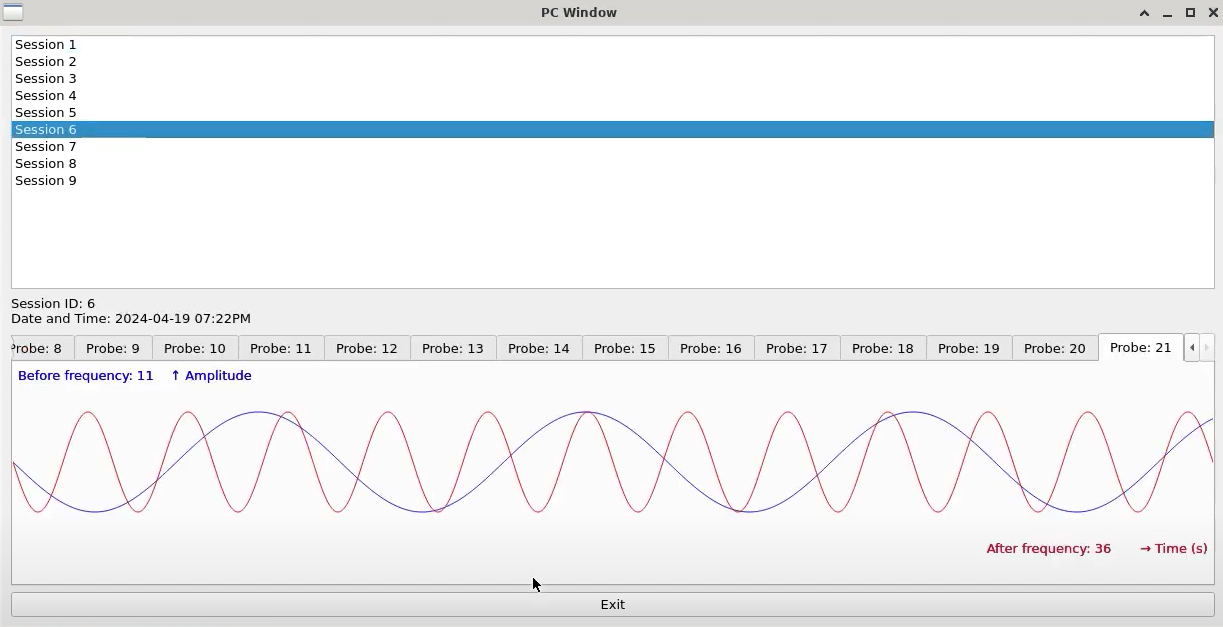 PC Window
Session 1
Session 2
Session 3
Session 4
Session 5
Session 6
Session 7
Session 8
Session 9
Session ID: 6
Date and Time: 2024-04-19 07:22PM
Probe: 8 Probe: 9 Probe: 10 Probe: 11 Probe: 12 Probe: 13 Probe: 14 Probe: 15 Probe: 16 Probe: 17 Probe: 18 Probe: 19 Probe: 20 Probe: 21
Before frequency: 11 ↑ Amplitude
After frequency: 36 → Time (s)
Exit